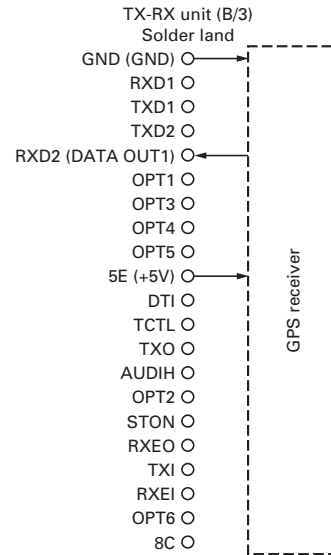 TX-RX unit (B/3)
Solder land
GND (GND)
RXD1
TXD1
TXD2
RXD2 (DATA OUT1)
OPT1
OPT3
OPT4
OPT5
5E (+5V)
DTI
TCTL
TXO
AUDIH
OPT2
STON
RXEO
TXI
RXEI
OPT6
8C
GPS receiver